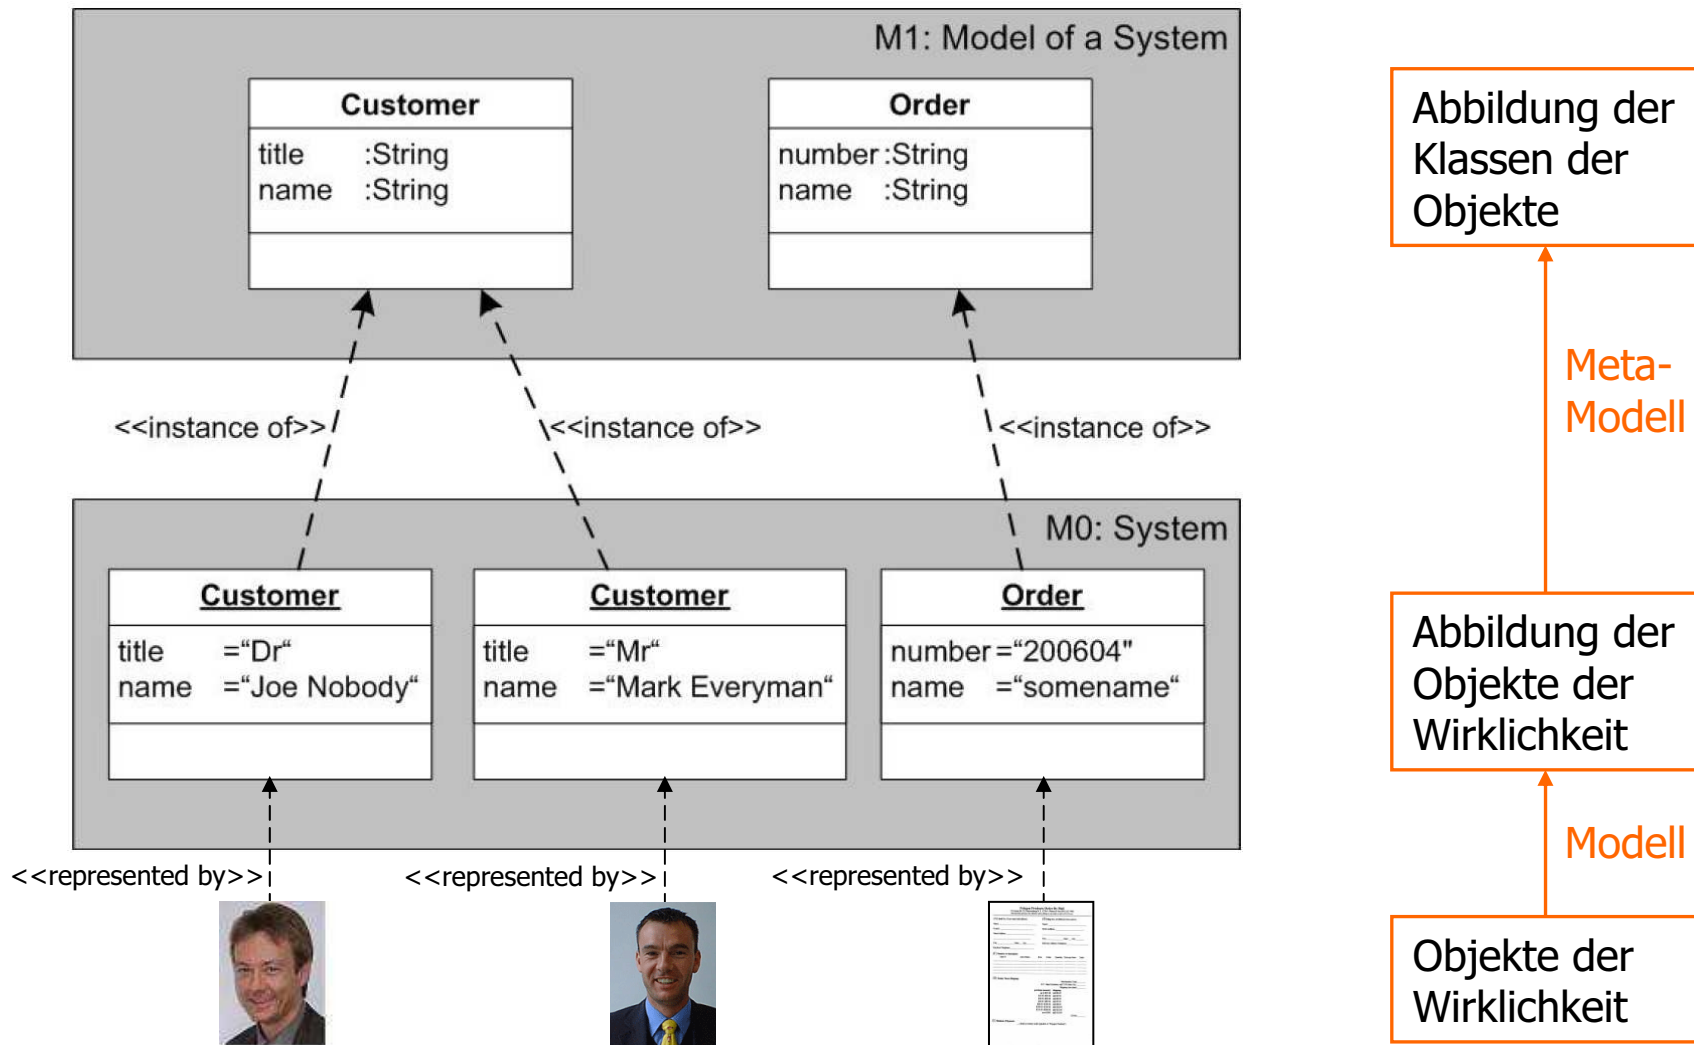 M1: Model of a System
Customer
title :String
name :String
Order
number:String
name :String
<<instance of>>
<<instance of>>
<<instance of>>
M0: System
Customer
title =“Dr“
name =“Joe Nobody“
Customer
title =“Mr“
name =“Mark Everyman“
Order
number=“200604"
name =“somename“
<<represented by>>
<<represented by>>
<<represented by>>
Abbildung der
Klassen der
Objekte
Meta-
Modell
Abbildung der
Objekte der
Wirklichkeit
Modell
Objekte der
Wirklichkeit